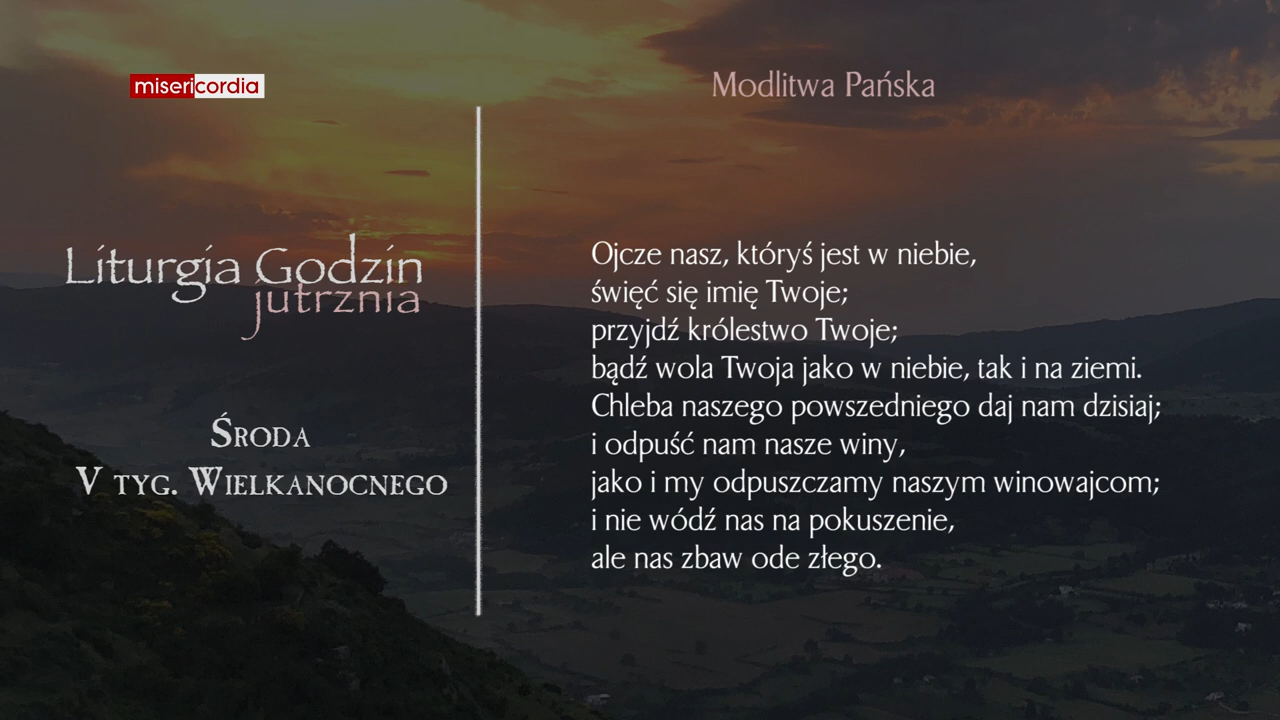 misericordia
Liturgia Godzin
jutrznia
Środa
V tyg. Wielkanocnego
Modlitwa Pańska
Ojcze nasz, któryś jest w niebie,
święć się imię Twoje;
przyjdź królestwo Twoje;
bądź wola Twoja jako w niebie, tak i na ziemi.
Chleba naszego powszedniego daj nam dzisiaj;
i odpuść nam nasze winy,
jako i my odpuszczamy naszym winowajcom;
i nie wódź nas na pokuszenie,
ale nas zbaw ode złego.